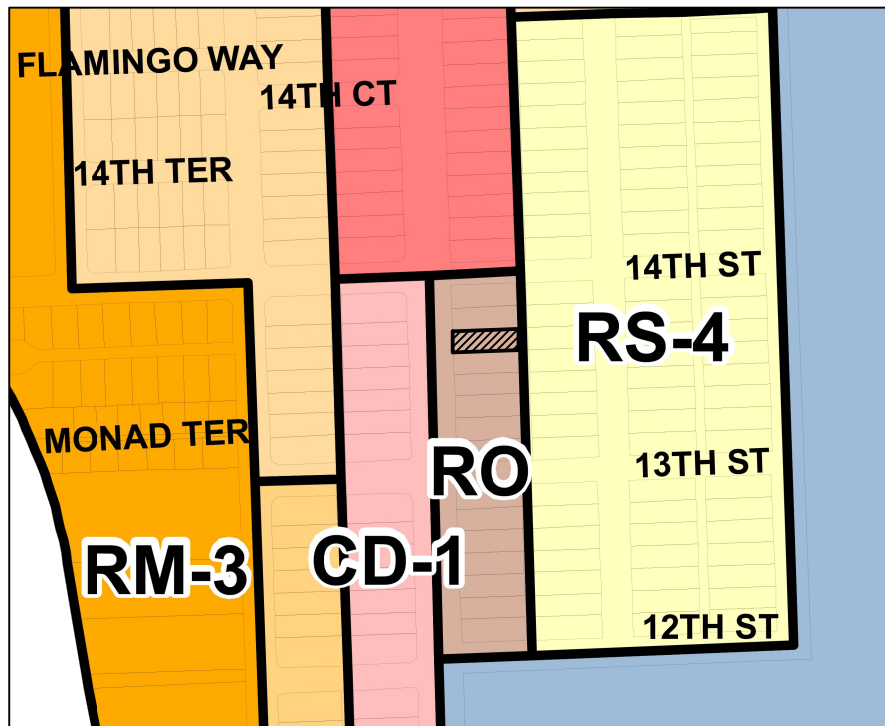 FLAMINGO WAY
14TH CT
14TH TER
14TH ST
RS-4
MONAD TER
13TH ST
RO
CD-1
RM-3
12TH ST